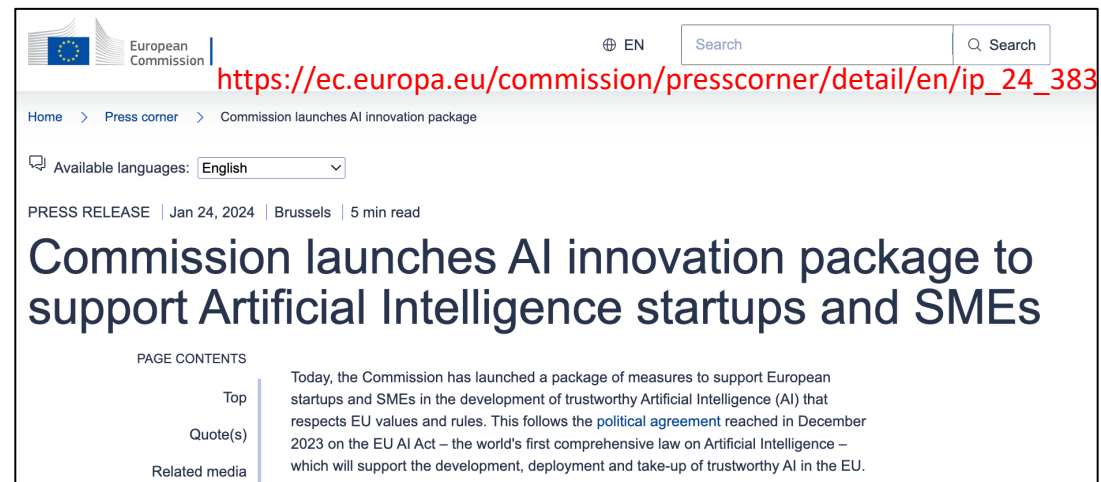 European
Commission
EN
Search
Search
https://ec.europa.eu/commission/presscorner/detail/en/ip_24_383
Home > Press corner > Commission launches AI innovation package
Available languages: English
PRESS RELEASE | Jan 24, 2024 | Brussels | 5 min read
Commission launches AI innovation package to
support Artificial Intelligence startups and SMEs
PAGE CONTENTS
Top
Quote(s)
Related media
Today, the Commission has launched a package of measures to support European
startups and SMEs in the development of trustworthy Artificial Intelligence (AI) that
respects EU values and rules. This follows the political agreement reached in December
2023 on the EU AI Act – the world's first comprehensive law on Artificial Intelligence –
which will support the development, deployment and take-up of trustworthy AI in the EU.